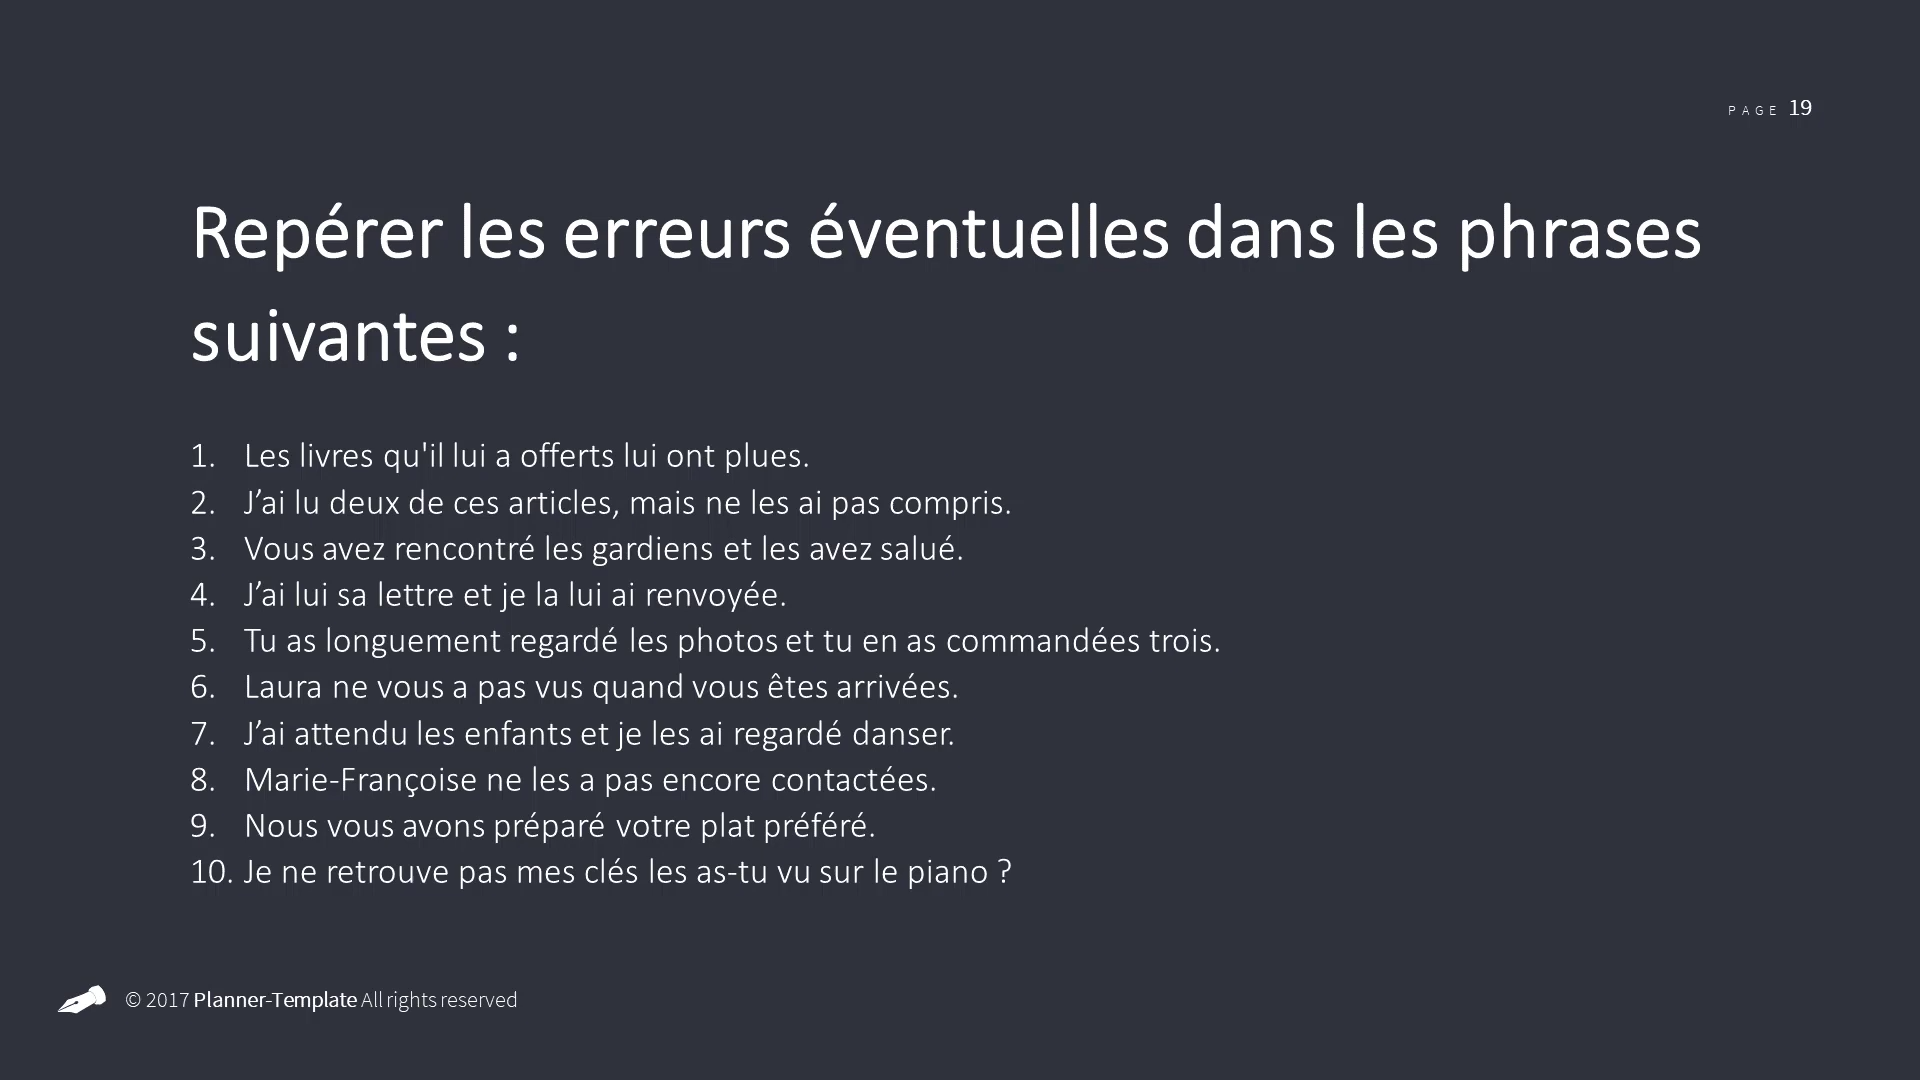 PAGE 19
Repérer les erreurs éventuelles dans les phrases
suivantes :
1. Les livres qu'il lui a offerts lui ont plues.
2. J’ai lu deux de ces articles, mais ne les ai pas compris.
3. Vous avez rencontré les gardiens et les avez salué.
4. J’ai lui sa lettre et je la lui ai renvoyée.
5. Tu as longuement regardé les photos et tu en as commandées trois.
6. Laura ne vous a pas vus quand vous êtes arrivées.
7. J’ai attendu les enfants et je les ai regardé danser.
8. Marie-Françoise ne les a pas encore contactées.
9. Nous vous avons préparé votre plat préféré.
10. Je ne retrouve pas mes clés les as-tu vu sur le piano ?
© 2017 Planner-Template All rights reserved